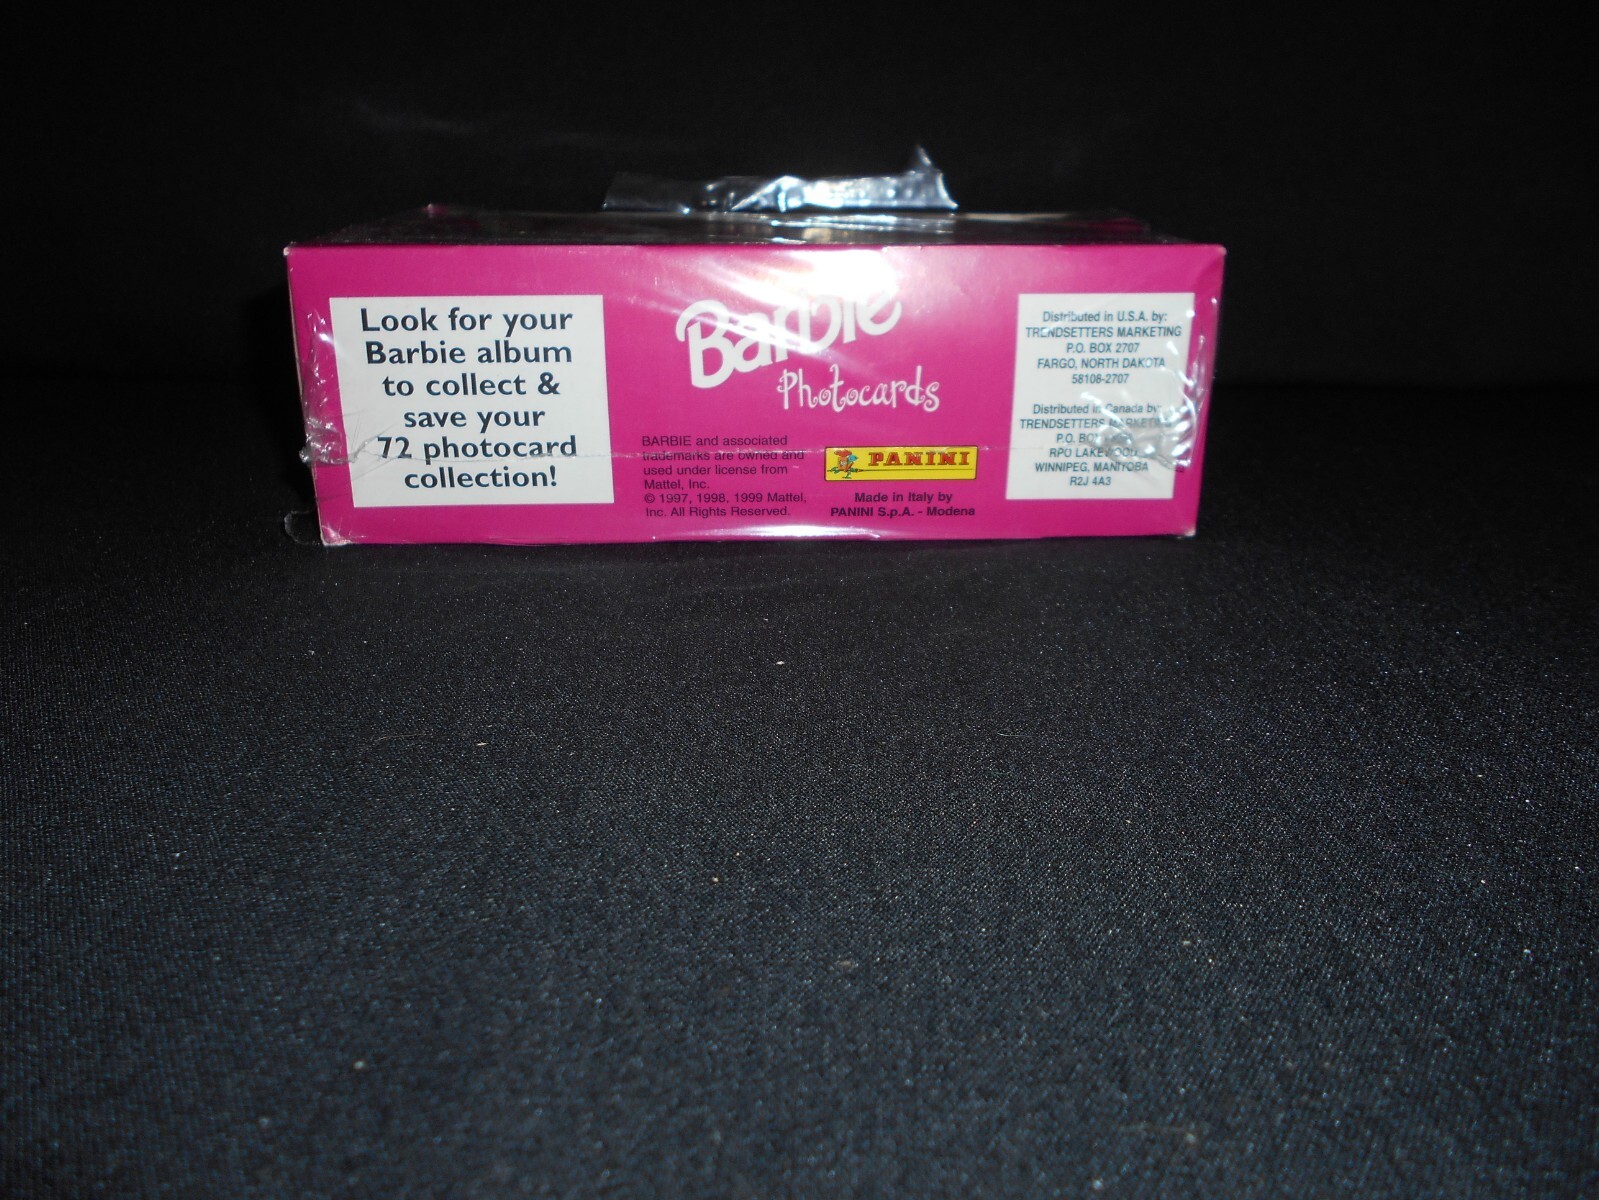 Look for your
Barbie album
to collect &
save your
72 photocard
collection!
Barbie
Photocards
BARBIE and associated
trademarks are owned and
used under license from
Mattel, Inc.
© 1997, 1998, 1999 Mattel,
Inc. All Rights Reserved.
PANINI
Made in Italy by
PANINI S.p.A. - Modena
Distributed in U.S.A. by:
TRENDSETTERS MARKETING
P.O. BOX 2707
FARGO, NORTH DAKOTA
58108-2707
Distributed in Canada by:
TRENDSETTERS MARKETING
P.O. BOX
RPO LAKEWOOD
WINNIPEG, MANITOBA
R2J 4A3